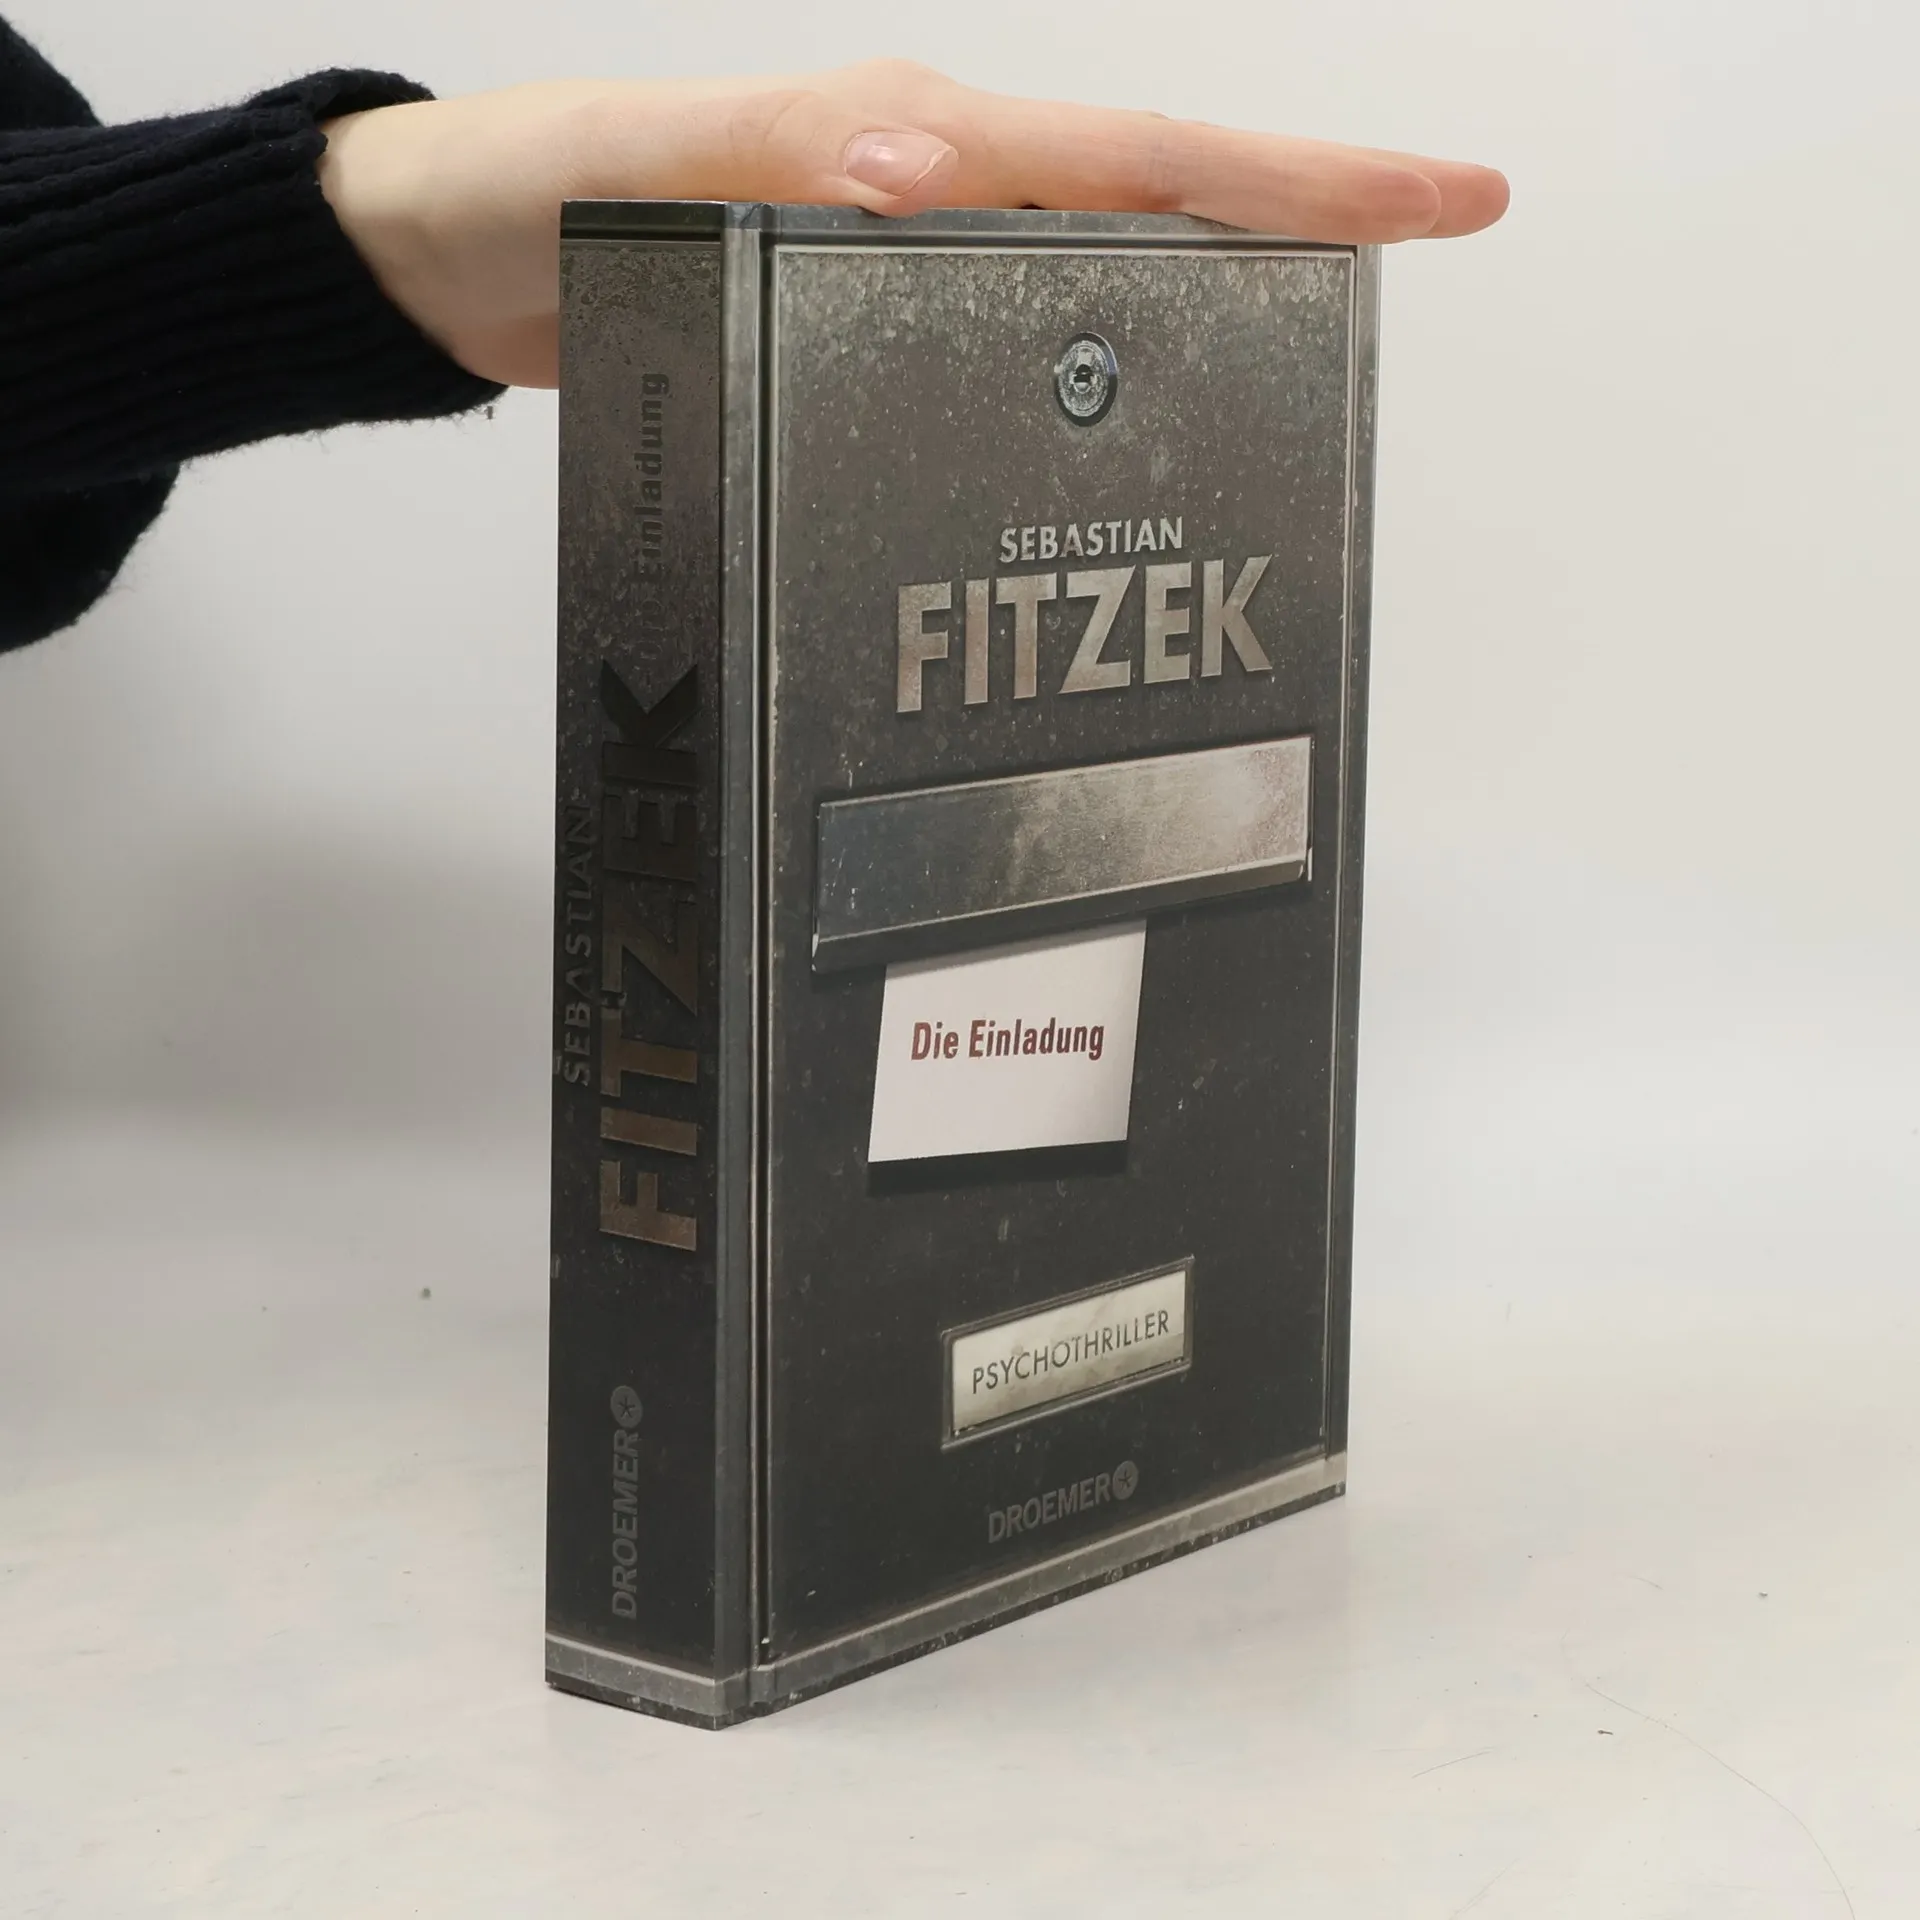 SEBASTIAN
FITZEK
Die Einladung
PSYCHOTHRILLER
DROEMER
SEBASTIAN
FITZEK
Die Einladung
DROEMER